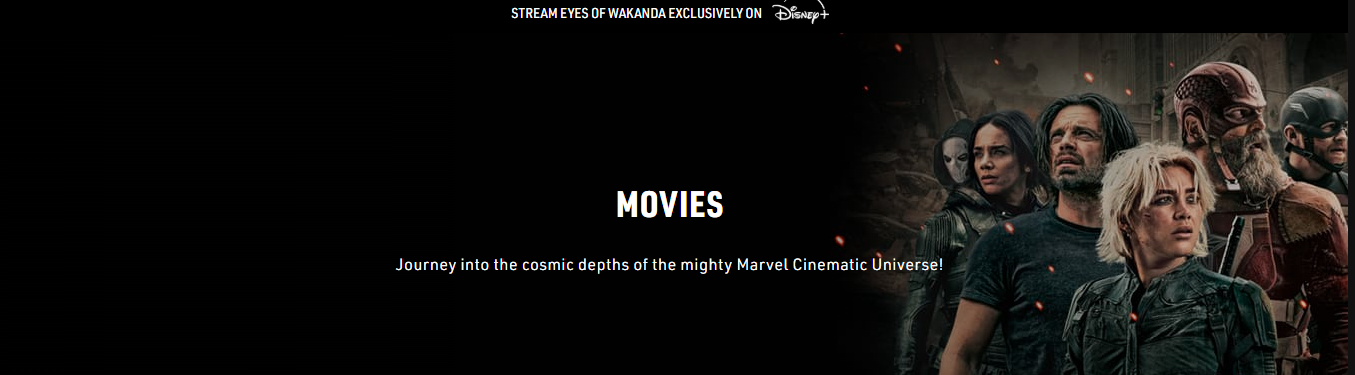 STREAM EYES OF WAKANDA EXCLUSIVELY ON Disney+
MOVIES
Journey into the cosmic depths of the mighty Marvel Cinematic Universe!